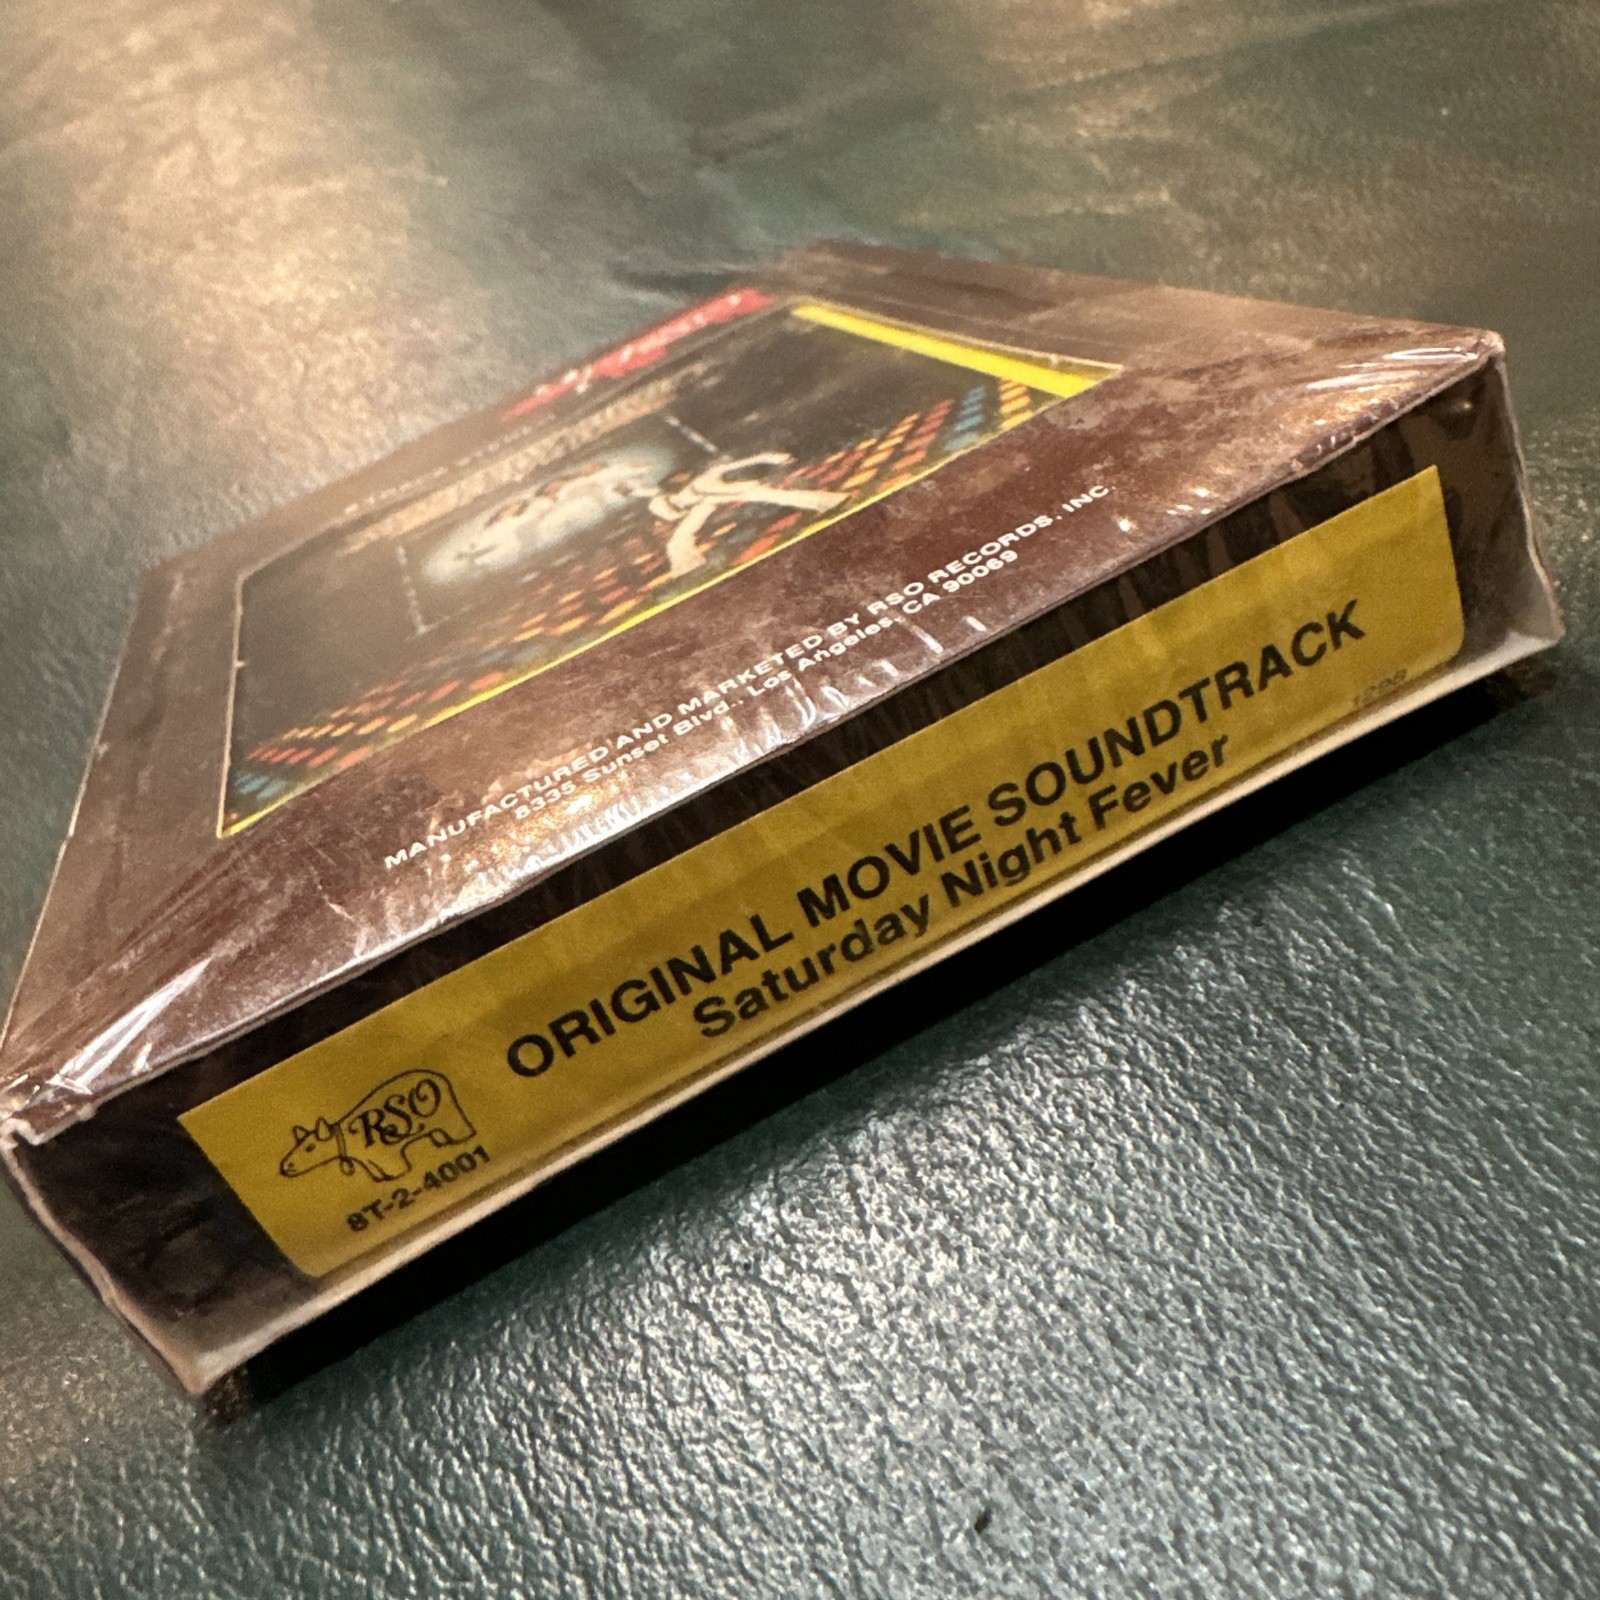 MANUFACTURED AND MARKETED BY RSO RECORDS, INC.
8335 Sunset Blvd., Los Angeles, CA 90069
ORIGINAL MOVIE SOUNDTRACK
Saturday Night Fever
RSO
8T-2-4001